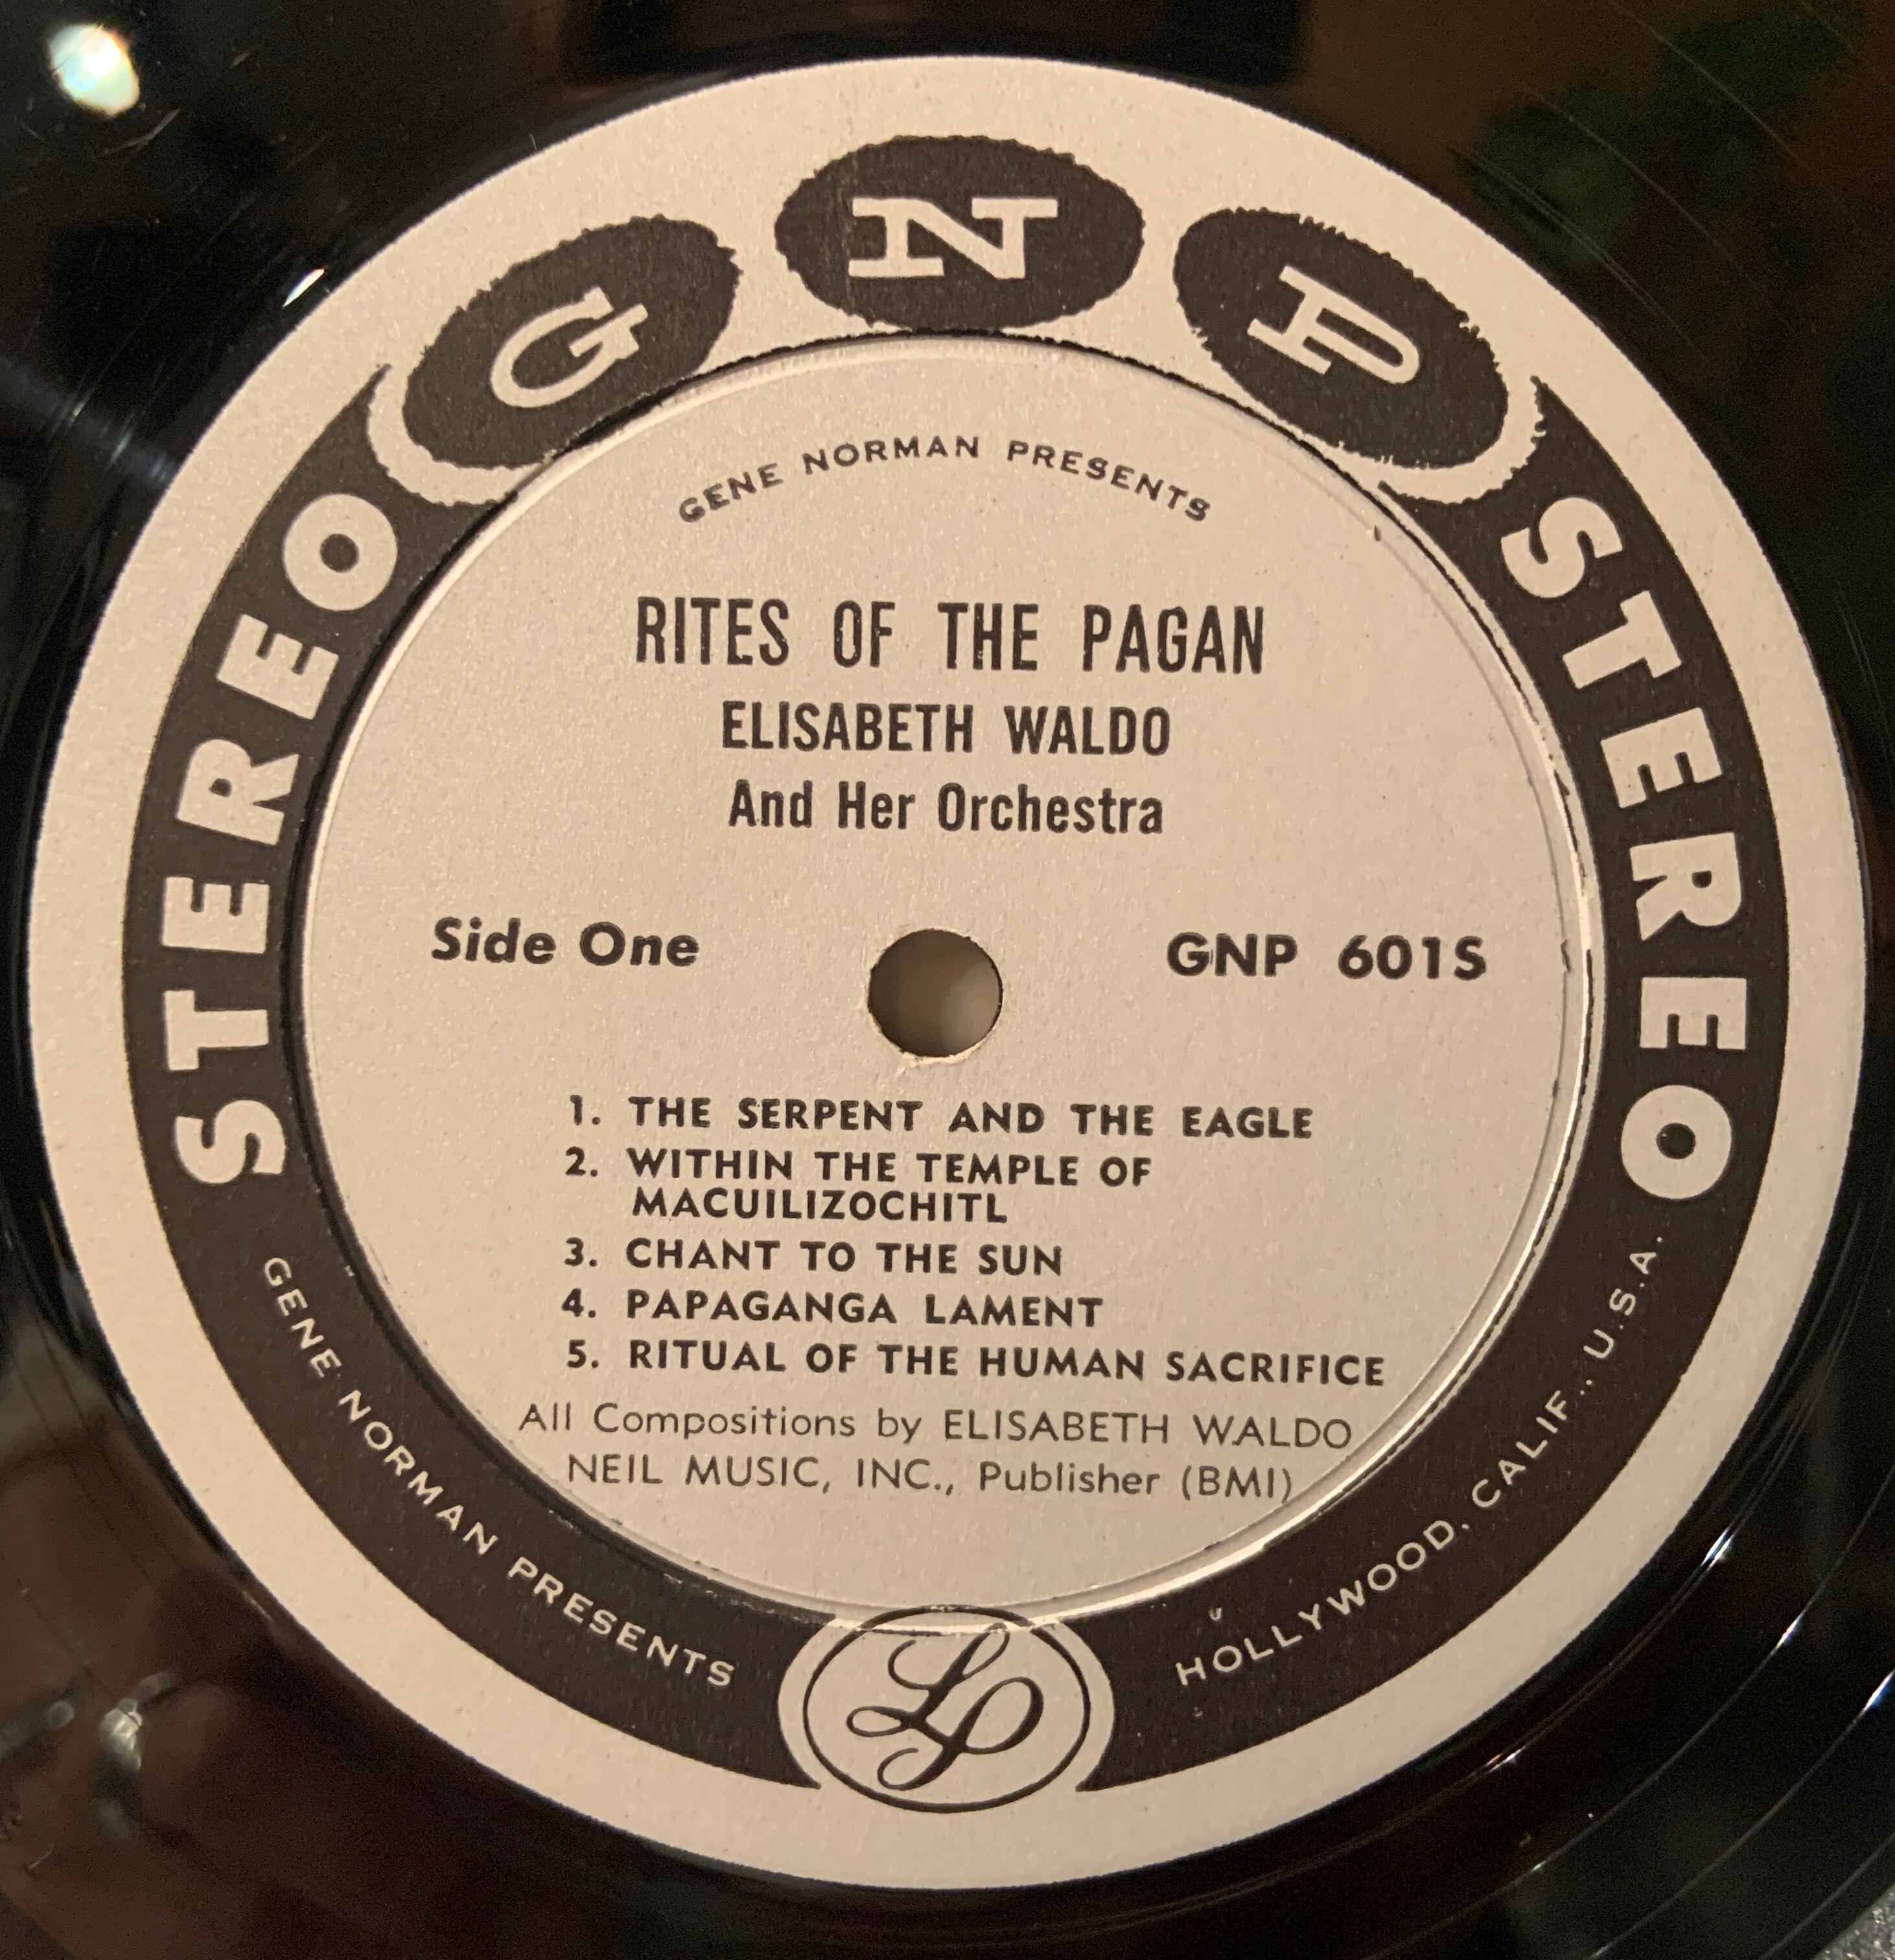 G N P
STEREO
STEREO
GENE NORMAN PRESENTS
RITES OF THE PAGAN
ELISABETH WALDO
And Her Orchestra
Side One
GNP 601S
1. THE SERPENT AND THE EAGLE
2. WITHIN THE TEMPLE OF
MACUILIZOCHITL
3. CHANT TO THE SUN
4. PAPAGANGA LAMENT
5. RITUAL OF THE HUMAN SACRIFICE
All Compositions by ELISABETH WALDO
NEIL MUSIC, INC., Publisher (BMI)
GENE NORMAN PRESENTS
LP
HOLLYWOOD, CALIF., U.S.A.